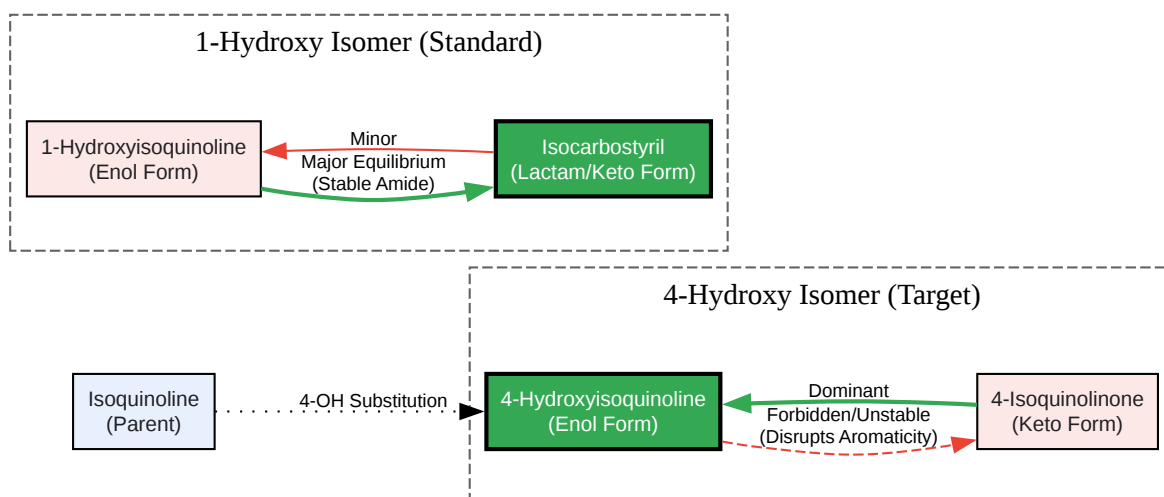 1-Hydroxy Isomer (Standard)
1-Hydroxyisoquinoline
(Enol Form)
Minor
Major Equilibrium
(Stable Amide)
Isocarbostyril
(Lactam/Keto Form)
4-Hydroxy Isomer (Target)
Isoquinoline
(Parent)
4-OH Substitution
4-Hydroxyisoquinoline
(Enol Form)
Dominant
Forbidden/Unstable
(Disrupts Aromaticity)
4-Isoquinolinone
(Keto Form)